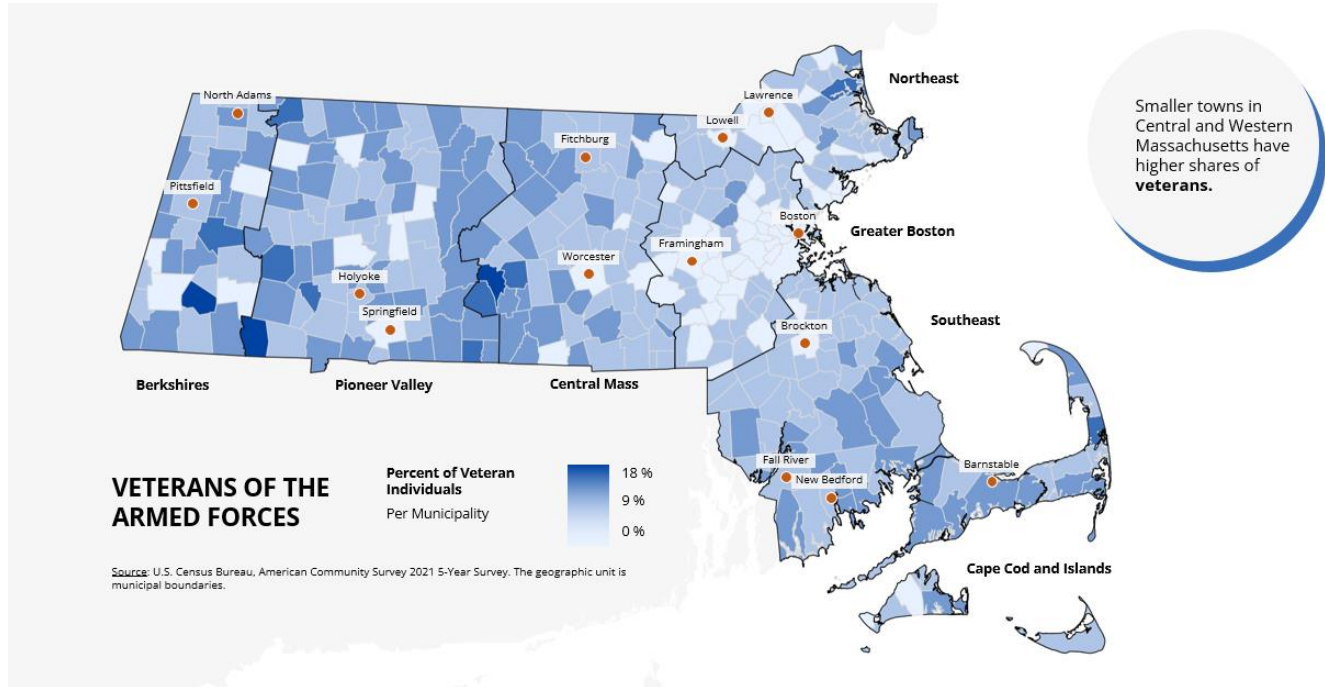 Northeast
Smaller towns in
Central and Western
Massachusetts have
higher shares of
veterans.
North Adams
Lawrence
Lowell
Fitchburg
Pittsfield
Boston
Greater Boston
Framingham
Worcester
Holyoke
Springfield
Southeast
Brockton
Berkshires
Pioneer Valley
Central Mass
Fall River
New Bedford
Barnstable
VETERANS OF THE
ARMED FORCES
Percent of Veteran
Individuals
Per Municipality
18 %
9 %
0 %
Source: U.S. Census Bureau, American Community Survey 2021 5-Year Survey. The geographic unit is
municipal boundaries.
Cape Cod and Islands